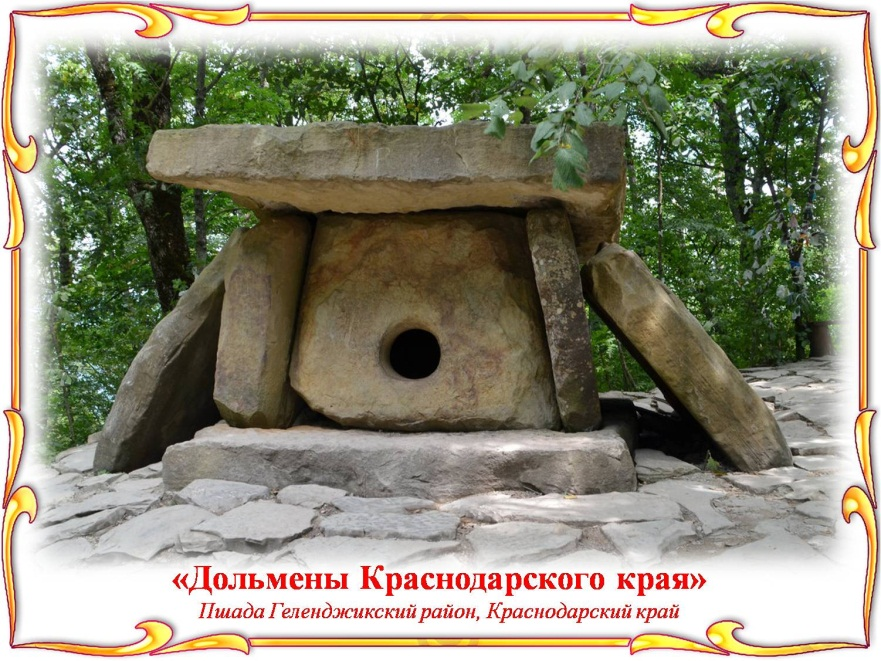 «Дольмены Краснодарского края»
Пшада Геленджикский район, Краснодарский край